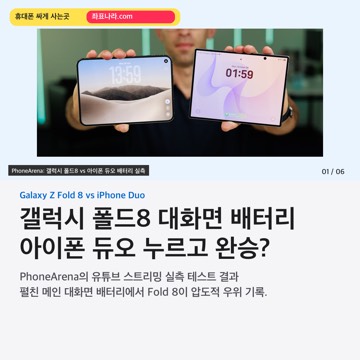 휴대폰 싸게 사는곳
최표나라.com
13:59
01:59
PhoneArena: 갤럭시 폴드8 vs 아이폰 듀오 배터리 실측
01 / 06
Galaxy Z Fold 8 vs iPhone Duo
갤럭시 폴드8 대화면 배터리
아이폰 듀오 누르고 완승?
PhoneArena의 유튜브 스트리밍 실측 테스트 결과
펼친 메인 대화면 배터리에서 Fold 8이 압도적 우위 기록.